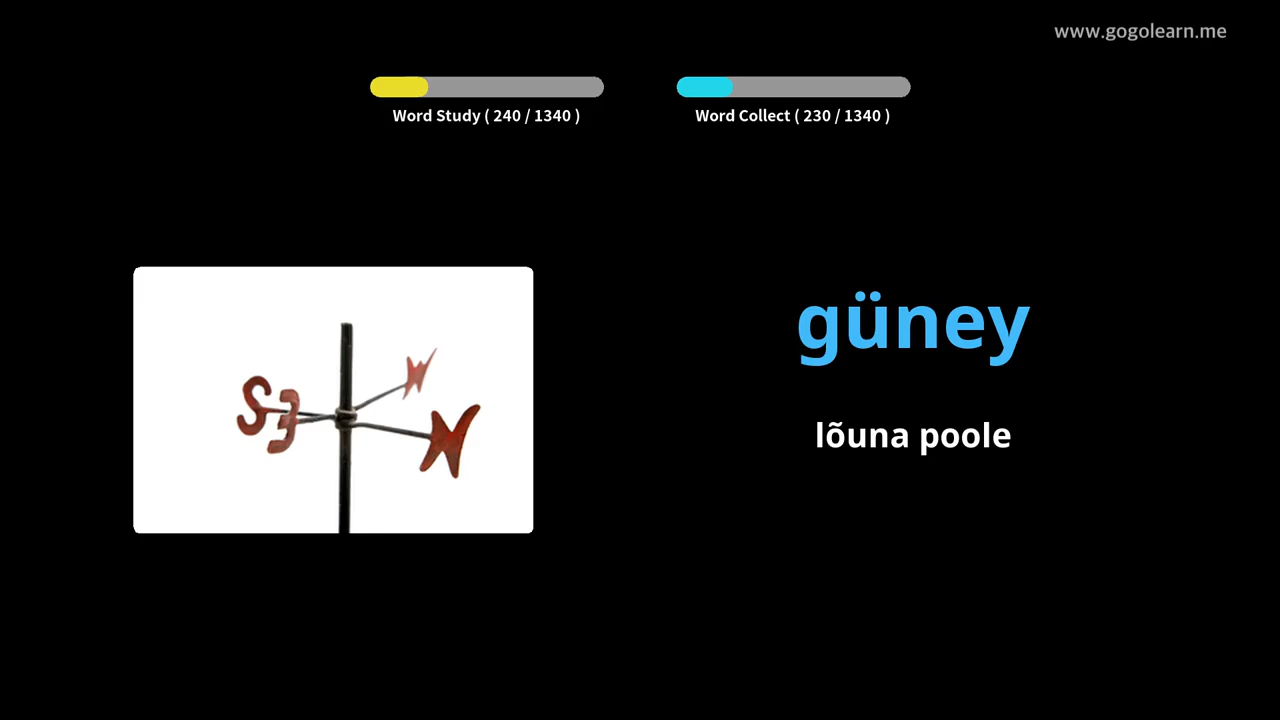 www.gogolearn.me
Word Study ( 240 / 1340 )
Word Collect ( 230 / 1340 )
güney
lõuna poole
S E N